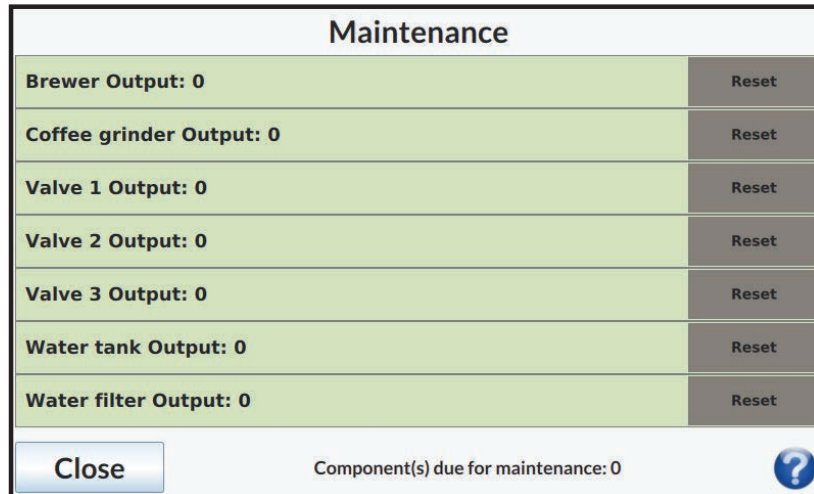 Maintenance
Brewer Output: 0
Reset
Coffee grinder Output: 0
Reset
Valve 1 Output: 0
Reset
Valve 2 Output: 0
Reset
Valve 3 Output: 0
Reset
Water tank Output: 0
Reset
Water filter Output: 0
Reset
Close
Component(s) due for maintenance: 0
?